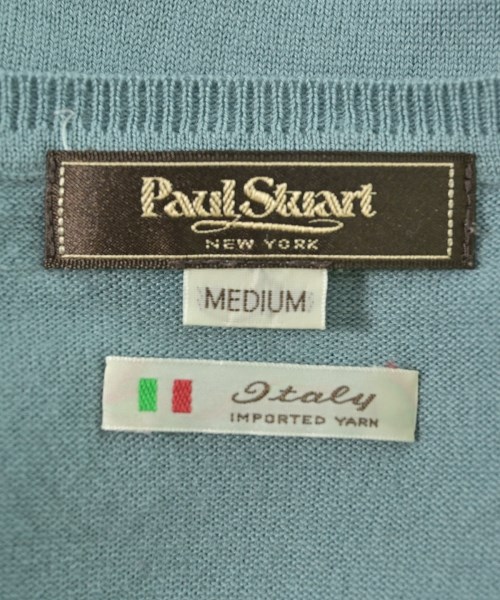 Paul Stuart
NEW YORK
MEDIUM
Italy
IMPORTED YARN